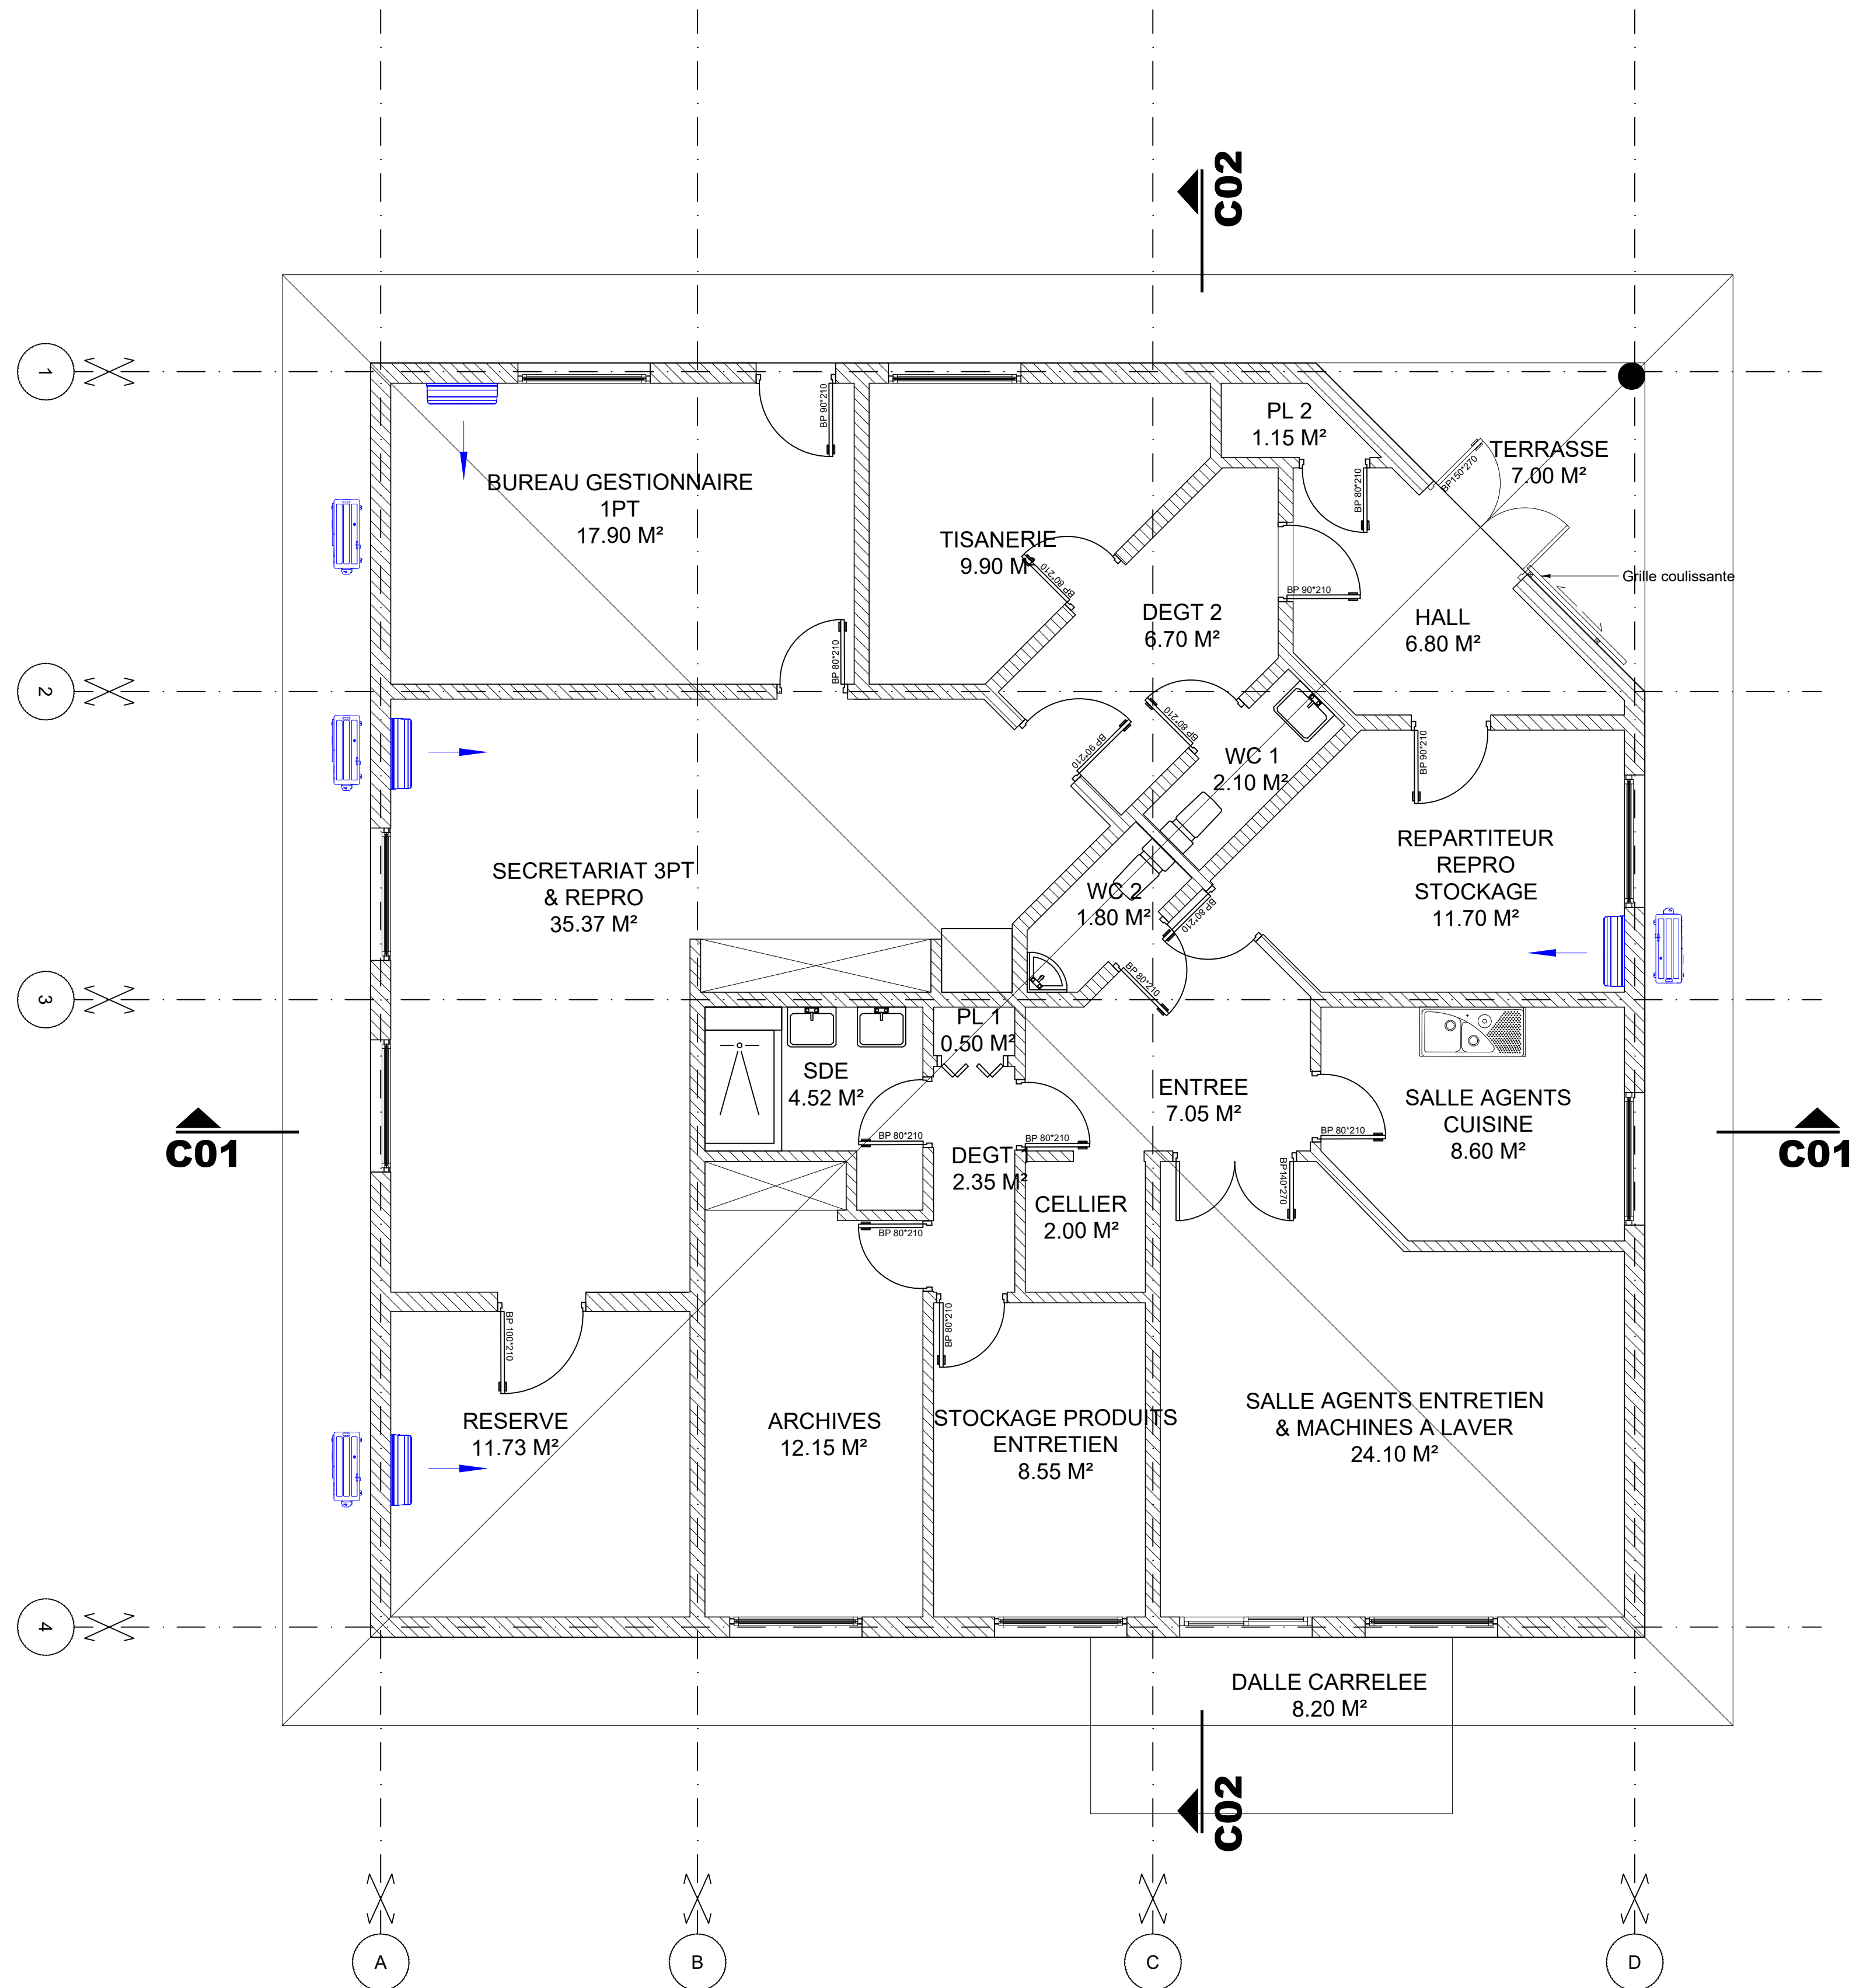 C02
1
BP 90*210
PL 2
1.15 M²
TERRASSE
7.00 M²
BP150*270
BUREAU GESTIONNAIRE
1PT
17.90 M²
BP 80*210
TISANERIE
9.90 M²
BP 80*210
BP 90*210
Grille coulissante
DEGT 2
6.70 M²
HALL
6.80 M²
BP 80*210
2
BP 80*210
BP 90*210
BP 90*210
WC 1
2.10 M²
REPARTITEUR
REPRO
STOCKAGE
11.70 M²
SECRETARIAT 3PT
& REPRO
35.37 M²
WC 2
1.80 M²
BP 80*210
BP 80*210
3
PL 1
0.50 M²
SDE
4.52 M²
ENTREE
7.05 M²
SALLE AGENTS
CUISINE
8.60 M²
BP 80*210
BP 80*210
BP 80*210
C01
C01
DEGT 1
2.35 M²
BP140*270
CELLIER
2.00 M²
BP 80*210
BP 100*210
BP 80*210
RESERVE
11.73 M²
ARCHIVES
12.15 M²
STOCKAGE PRODUITS
ENTRETIEN
8.55 M²
SALLE AGENTS ENTRETIEN
& MACHINES A LAVER
24.10 M²
4
DALLE CARRELEE
8.20 M²
C02
A
B
C
D